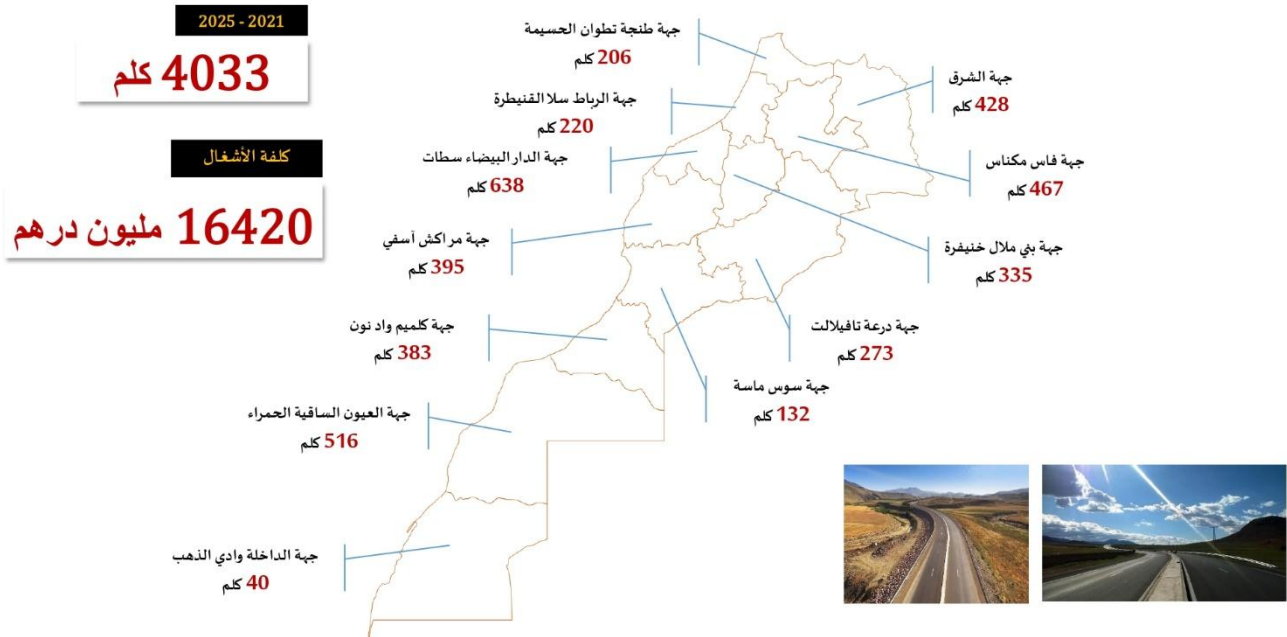 2025 - 2021
4033 كلم
كلفة الأشغال
16420 مليون درهم
جهة طنجة تطوان الحسيمة
206 كلم
جهة الشرق
428 كلم
جهة الرباط سلا القنيطرة
220 كلم
جهة فاس مكناس
467 كلم
جهة الدار البيضاء سطات
638 كلم
جهة بني ملال خنيفرة
335 كلم
جهة مراكش آسفي
395 كلم
جهة درعة تافيلالت
273 كلم
جهة كلميم واد نون
383 كلم
جهة سوس ماسة
132 كلم
جهة العيون الساقية الحمراء
516 كلم
جهة الداخلة وادي الذهب
40 كلم